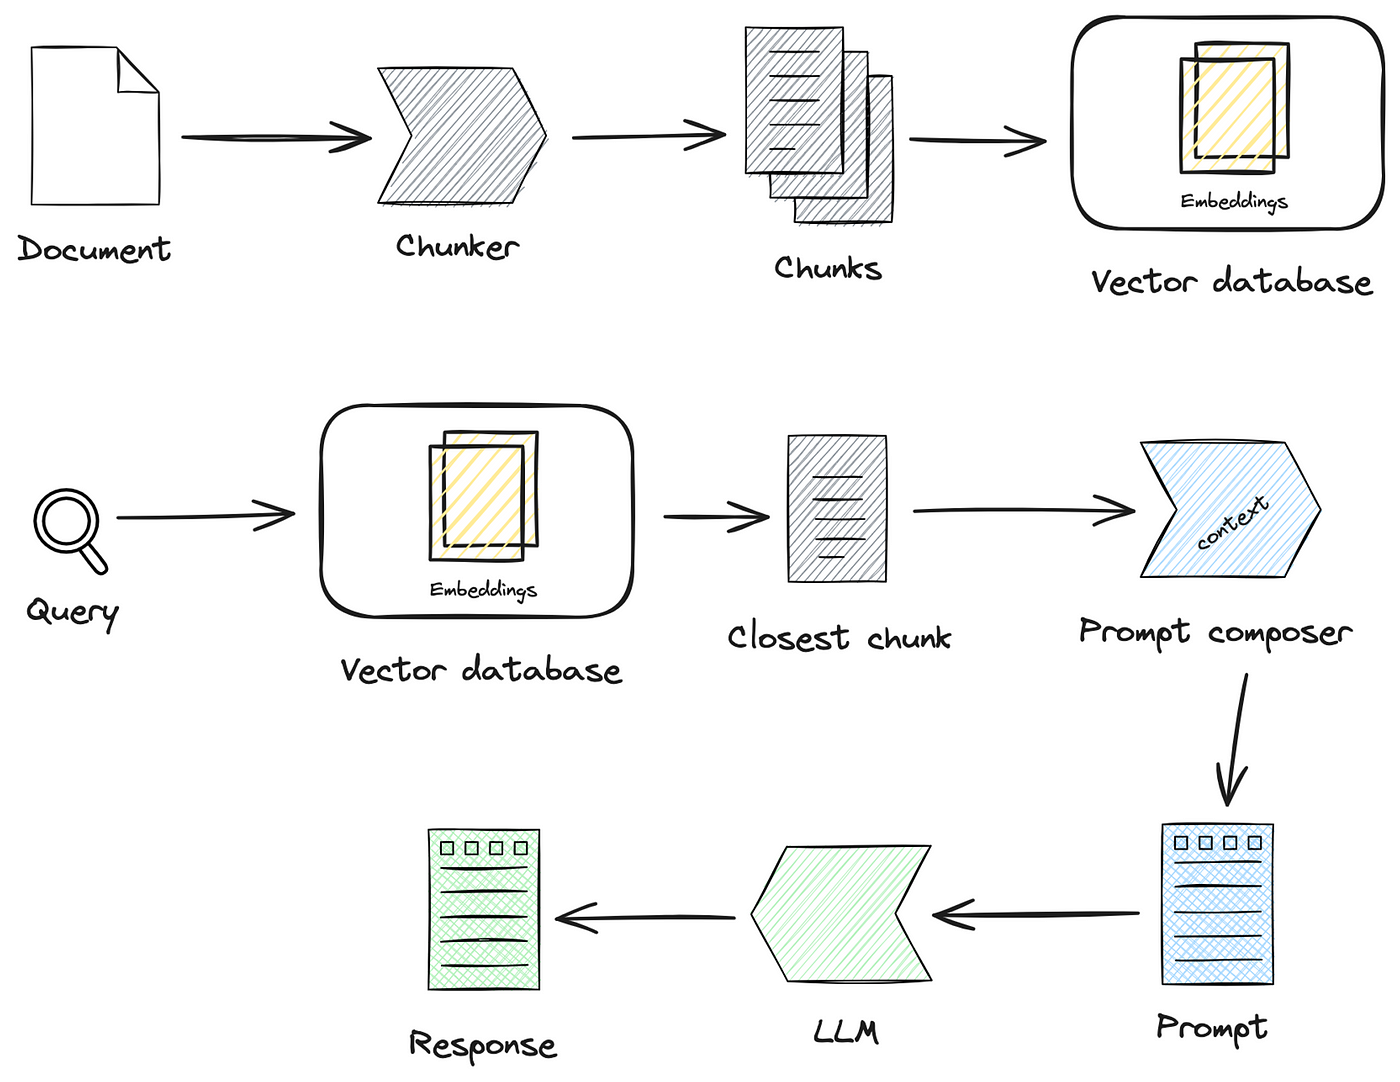 Document
Chunker
Chunks
Embeddings
Vector database
Query
Embeddings
Vector database
Closest chunk
context
Prompt composer
Response
LLM
Prompt